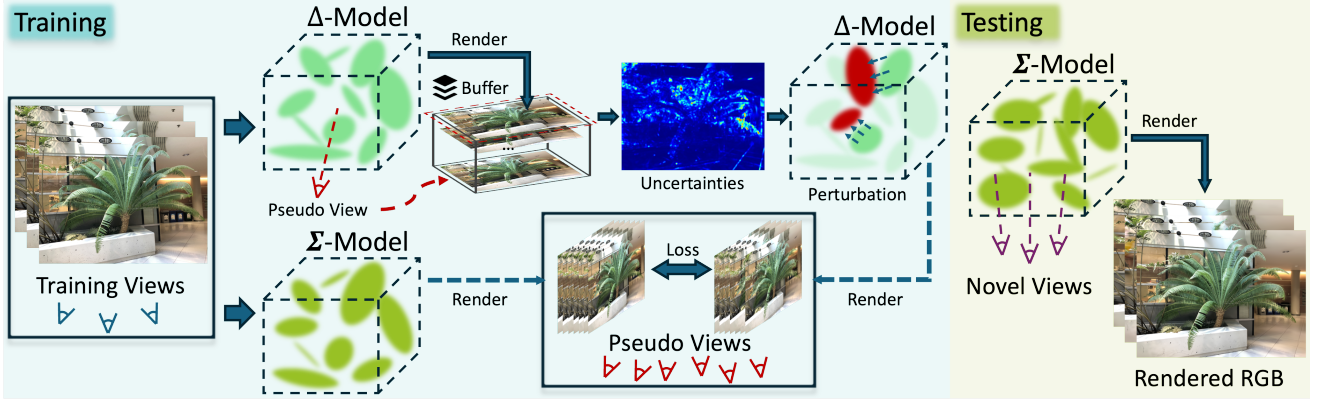 Training
Δ-Model
Render
Buffer
...
Uncertainties
Δ-Model
Perturbation
Pseudo View
Training Views
Σ-Model
Render
Loss
Pseudo Views
Render
Testing
Σ-Model
Render
Novel Views
Rendered RGB